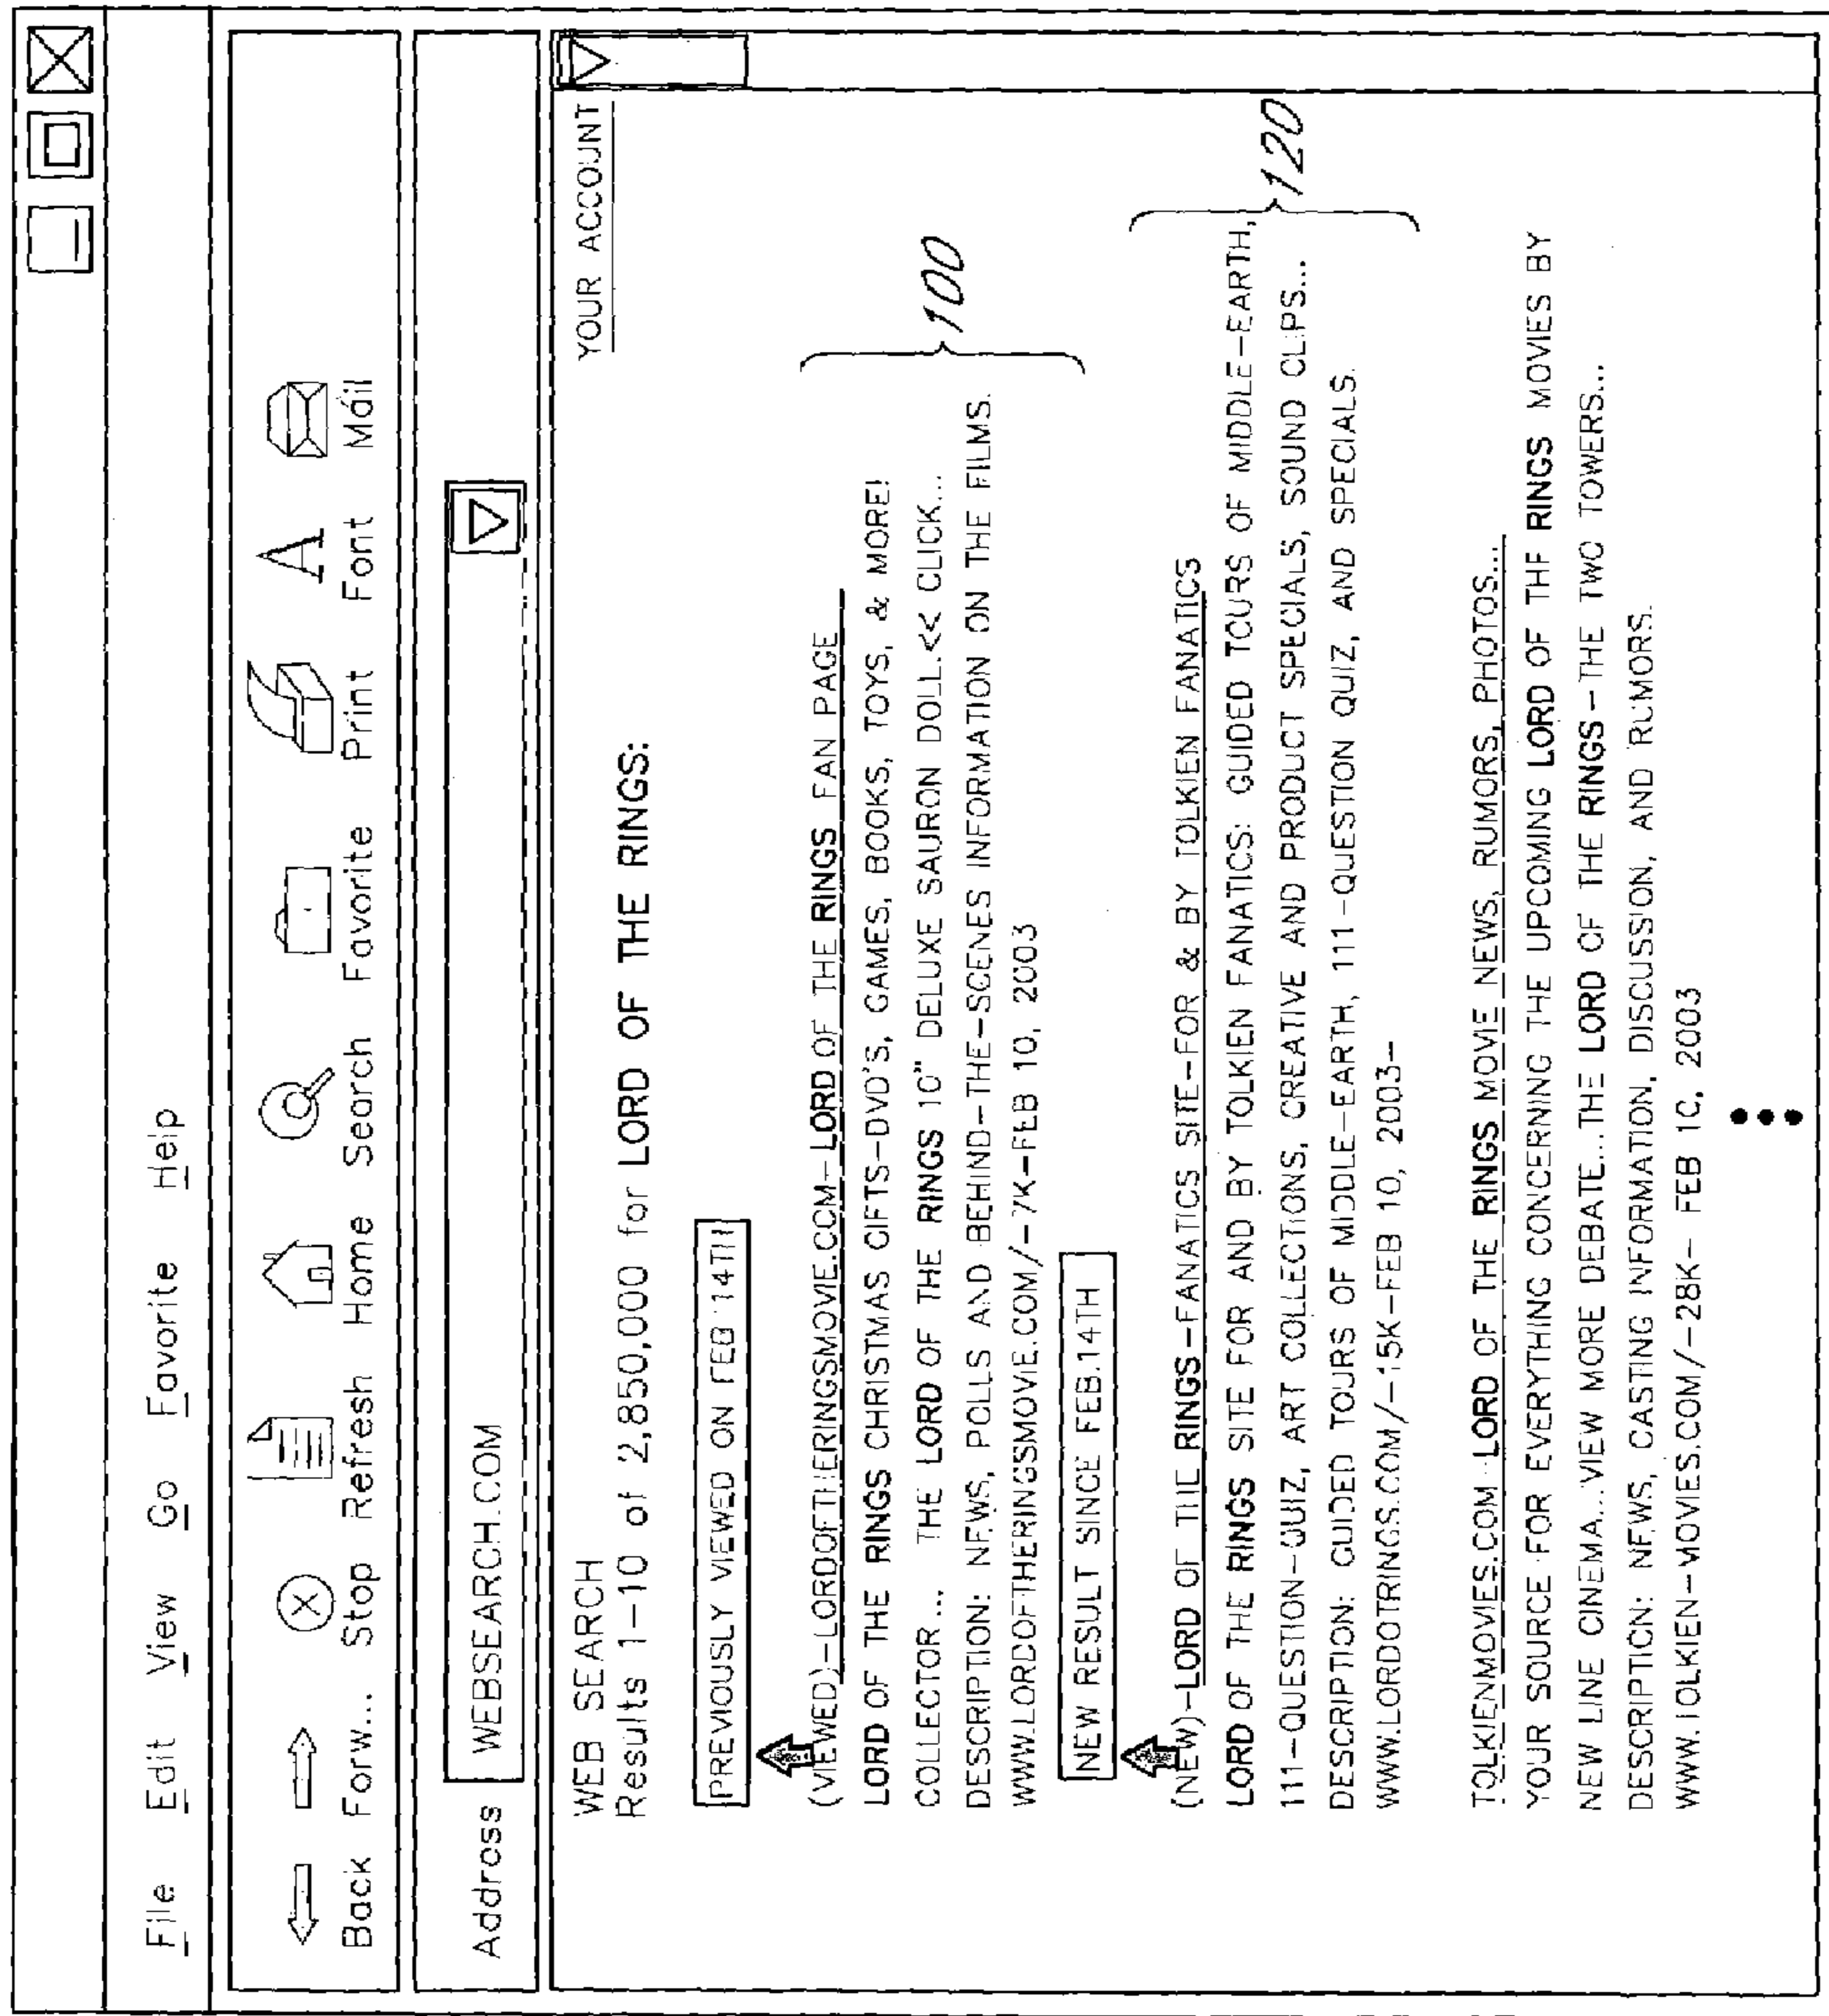 File Edit View Go Favorite Help
Back Forw... Stop Refresh Home Search Favorite Print Font Mail
Address WEBSEARCH.COM
YOUR ACCOUNT
WEB SEARCH
Results 1-10 of 2,850,000 for LORD OF THE RINGS:
PREVIOUSLY VIEWED ON FEB 14TH
(VIEWED)-LORDOFTHERINGSMOVIE.COM-LORD OF THE RINGS FAN PAGE
LORD OF THE RINGS CHRISTMAS GIFTS-DVD'S, GAMES, BOOKS, TOYS, & MORE!
COLLECTOR... THE LORD OF THE RINGS 10" DELUXE SAURON DOLL<< CLICK...
DESCRIPTION: NEWS, POLLS AND BEHIND-THE-SCENES INFORMATION ON THE FILMS.
WWW.LORDOFTHERINGSMOVIE.COM/-7K-FEB 10, 2003
100
NEW RESULT SINCE FEB.14TH
(NEW)-LORD OF THE RINGS-FANATICS SITE-FOR & BY TOLKIEN FANATICS
LORD OF THE RINGS SITE FOR AND BY TOLKIEN FANATICS: GUIDED TOURS OF MIDDLE-EARTH,
111-QUESTION-QUIZ, ART COLLECTIONS, CREATIVE AND PRODUCT SPECIALS, SOUND CLIPS...
DESCRIPTION: GUIDED TOURS OF MIDDLE-EARTH, 111-QUESTION QUIZ, AND SPECIALS.
WWW.LORDOTRINGS.COM/-15K-FEB 10, 2003-
120
TOLKIENMOVIES.COM-LORD OF THE RINGS MOVIE NEWS, RUMORS, PHOTOS...
YOUR SOURCE FOR EVERYTHING CONCERNING THE UPCOMING LORD OF THE RINGS MOVIES BY
NEW LINE CINEMA...VIEW MORE DEBATE...THE LORD OF THE RINGS-THE TWO TOWERS...
DESCRIPTION: NEWS, CASTING INFORMATION, DISCUSSION, AND RUMORS.
WWW.TOLKIEN-MOVIES.COM/-28K- FEB 10, 2003